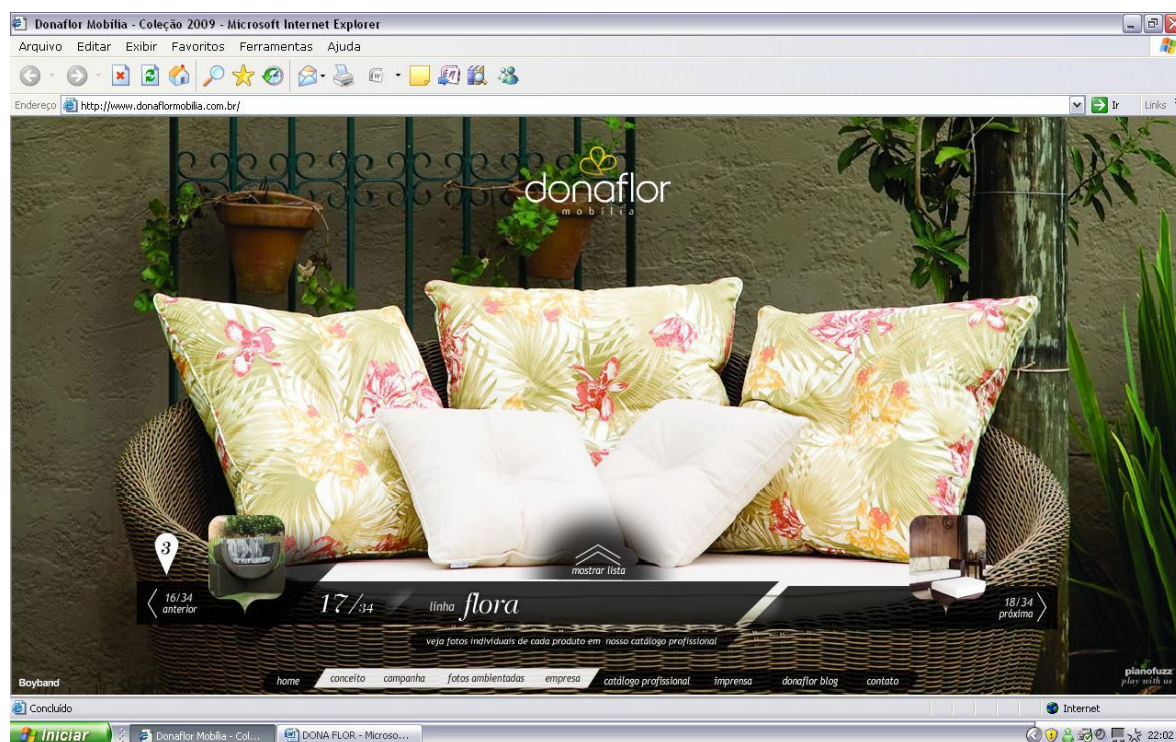 Donaflor Mobília - Coleção 2009 - Microsoft Internet Explorer
Arquivo Editar Exibir Favoritos Ferramentas Ajuda
Endereço http://www.donaflormobilia.com.br/ Ir Links
donaflor
mobília
3
mostrar lista
16/34
anterior
17/34 linha flora
18/34
próxima
veja fotos individuais de cada produto em nosso catálogo profissional
home conceito campanha fotos ambientadas empresa catálogo profissional imprensa donaflor blog contato
Boyband
pianofuzz
play with us
Concluído Internet
Iniciar Donaflor Mobília - Col... DONA FLOR - Microso... 22:02